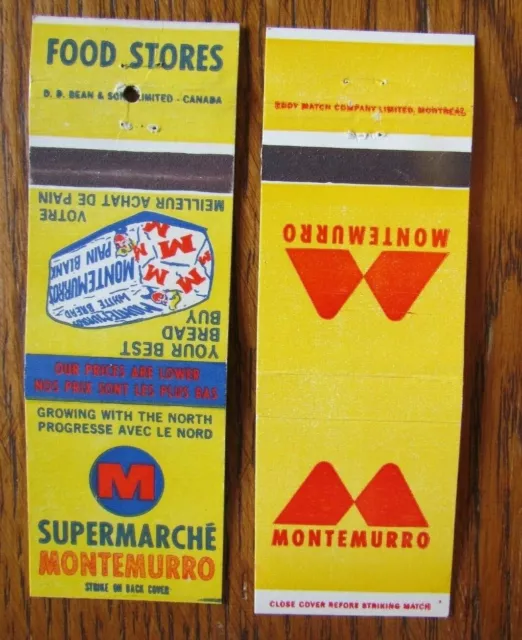 FOOD STORES
D. D. BEAN & SONS LIMITED - CANADA
VOTRE
MEILLEUR ACHAT DE PAIN
MONTEMURRO'S
PAIN BLANC
M
M
M
M
MONTEMURRO'S
WHITE BREAD
YOUR BEST
BREAD
BUY
OUR PRICES ARE LOWER
NOS PRIX SONT LES PLUS BAS
GROWING WITH THE NORTH
PROGRESSE AVEC LE NORD
M
SUPERMARCHÉ
MONTEMURRO
STRIKE ON BACK COVER
EDDY MATCH COMPANY LIMITED, MONTREAL
MONTEMURRO
MONTEMURRO
CLOSE COVER BEFORE STRIKING MATCH